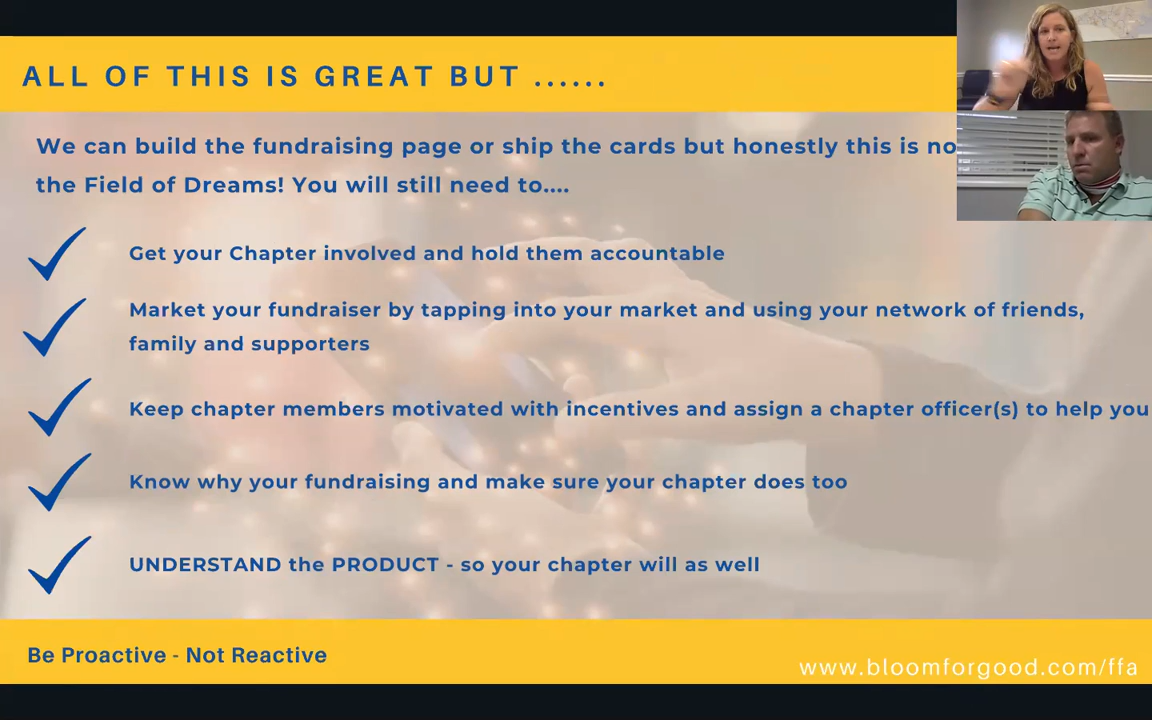 ALL OF THIS IS GREAT BUT ......
We can build the fundraising page or ship the cards but honestly this is no
the Field of Dreams! You will still need to....
Get your Chapter involved and hold them accountable
Market your fundraiser by tapping into your market and using your network of friends,
family and supporters
Keep chapter members motivated with incentives and assign a chapter officer(s) to help you
Know why your fundraising and make sure your chapter does too
UNDERSTAND the PRODUCT - so your chapter will as well
Be Proactive - Not Reactive
www.bloomforgood.com/ffa